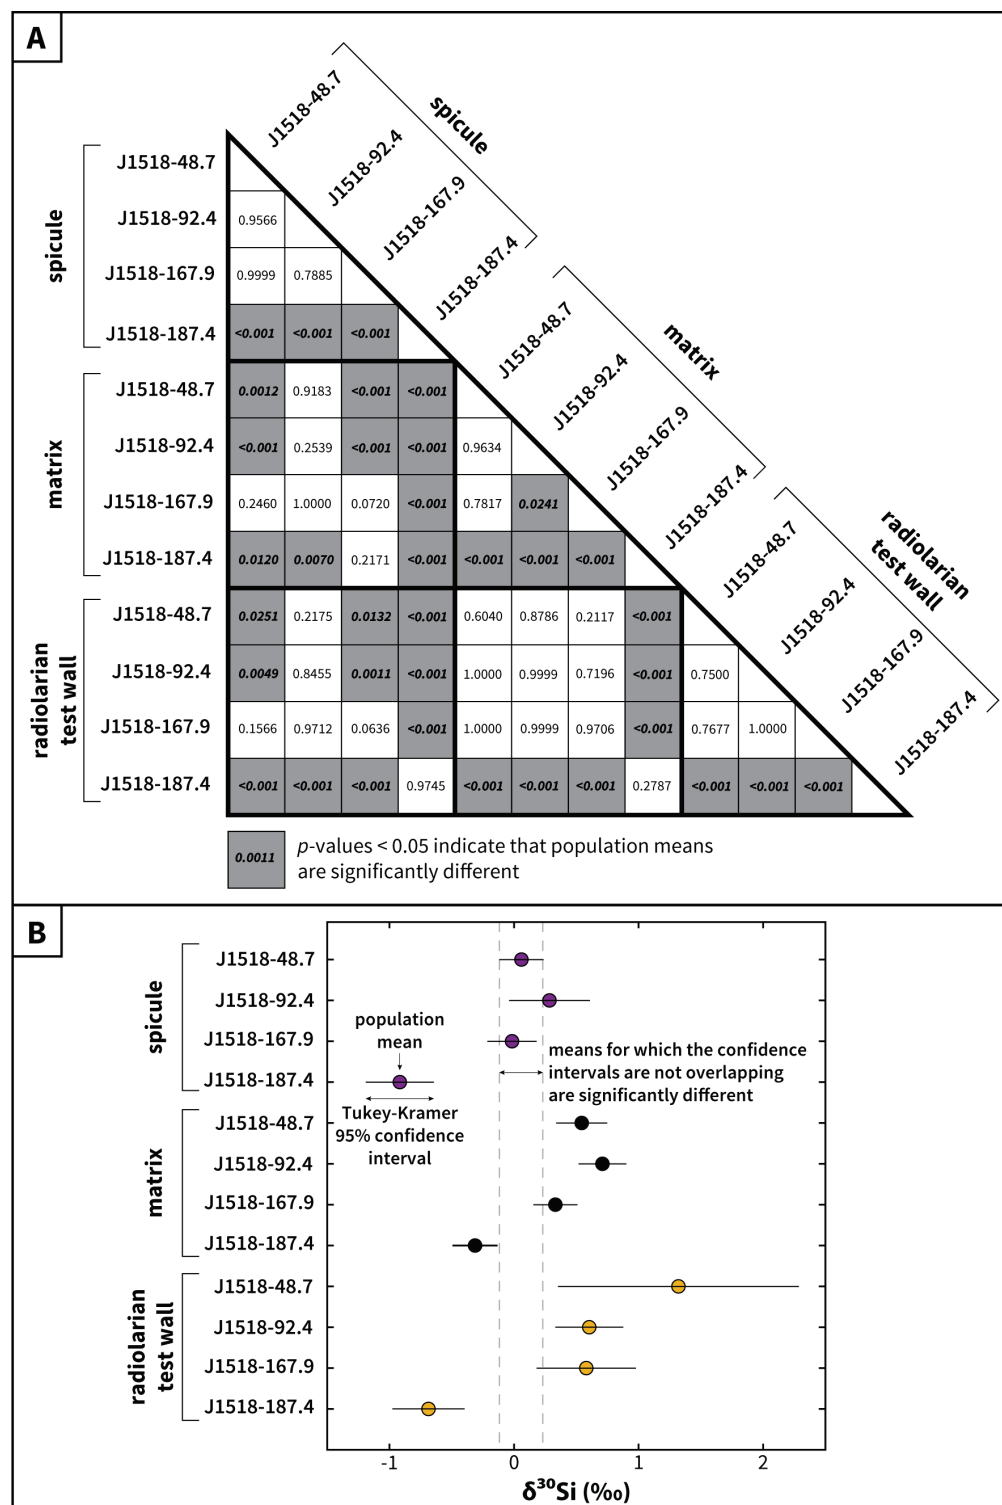 A
J1518-48.7
J1518-92.4
J1518-167.9
J1518-187.4
spicule
J1518-48.7
J1518-92.4
J1518-167.9
J1518-187.4
matrix
J1518-48.7
J1518-92.4
J1518-167.9
J1518-187.4
radiolarian
test wall
spicule
J1518-48.7
J1518-92.4
0.9566
J1518-167.9
0.9999 0.7885
J1518-187.4
<0.001 <0.001 <0.001
matrix
J1518-48.7
0.0012 0.9183 <0.001 <0.001
J1518-92.4
<0.001 0.2539 <0.001 <0.001 0.9634
J1518-167.9
0.2460 1.0000 0.0720 <0.001 0.7817 0.0241
J1518-187.4
0.0120 0.0070 0.2171 <0.001 <0.001 <0.001 <0.001
radiolarian
test wall
J1518-48.7
0.0251 0.2175 0.0132 <0.001 0.6040 0.8786 0.2117 <0.001
J1518-92.4
0.0049 0.8455 0.0011 <0.001 1.0000 0.9999 0.7196 <0.001 0.7500
J1518-167.9
0.1566 0.9712 0.0636 <0.001 1.0000 0.9999 0.9706 <0.001 0.7677 1.0000
J1518-187.4
<0.001 <0.001 <0.001 0.9745 <0.001 <0.001 <0.001 0.2787 <0.001 <0.001 <0.001
0.0011
p-values < 0.05 indicate that population means
are significantly different
B
spicule
J1518-48.7
J1518-92.4
J1518-167.9
J1518-187.4
population
mean
Tukey-Kramer
95% confidence
interval
means for which the confidence
intervals are not overlapping
are significantly different
matrix
J1518-48.7
J1518-92.4
J1518-167.9
J1518-187.4
radiolarian
test wall
J1518-48.7
J1518-92.4
J1518-167.9
J1518-187.4
-1 0 1 2
δ³⁰Si (‰)